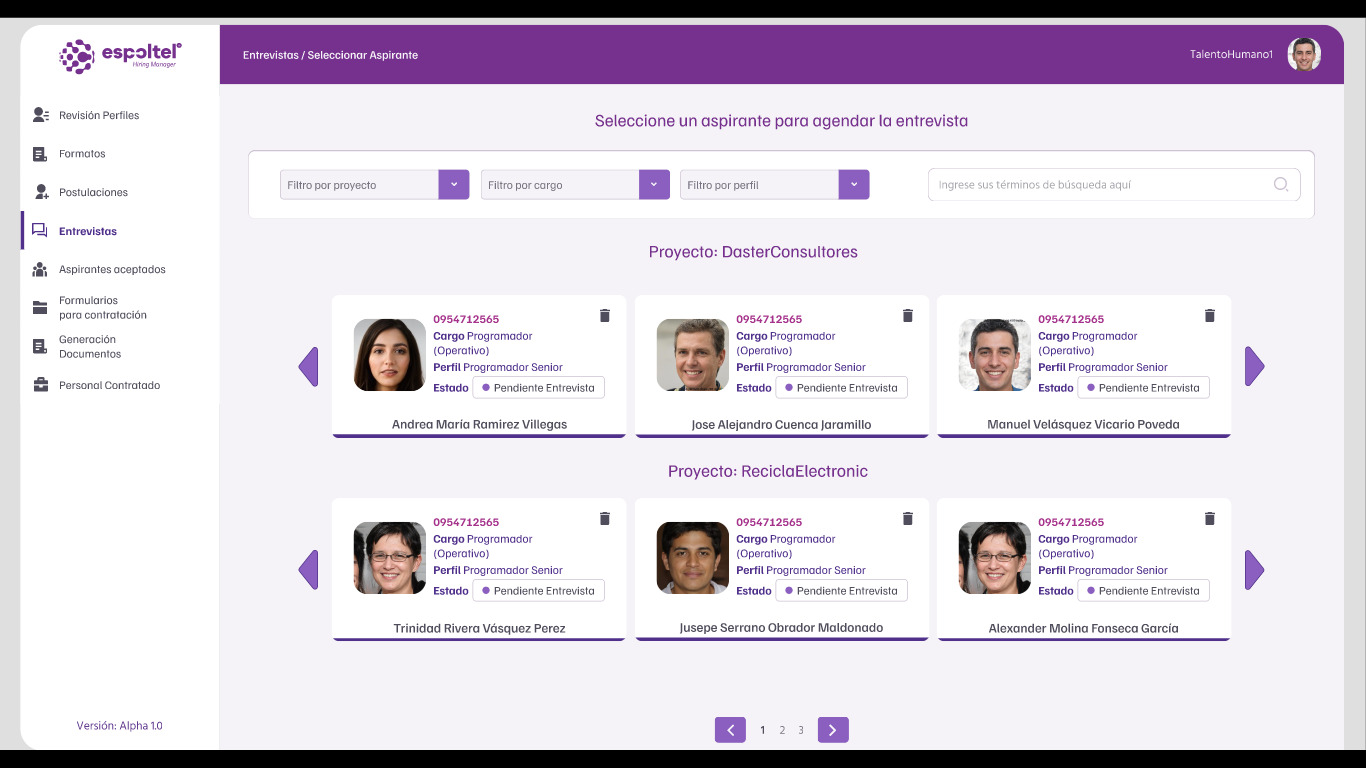 espoltel
Hiring Manager
Entrevistas / Seleccionar Aspirante
TalentoHumano1
Revisión Perfiles
Formatos
Postulaciones
Entrevistas
Aspirantes aceptados
Formularios
para contratación
Generación
Documentos
Personal Contratado
Versión: Alpha 1.0
Seleccione un aspirante para agendar la entrevista
Filtro por proyecto
Filtro por cargo
Filtro por perfil
Ingrese sus términos de búsqueda aquí
Proyecto: DasterConsultores
0954712565
Cargo Programador
(Operativo)
Perfil Programador Senior
Estado Pendiente Entrevista
Andrea María Ramirez Villegas
0954712565
Cargo Programador
(Operativo)
Perfil Programador Senior
Estado Pendiente Entrevista
Jose Alejandro Cuenca Jaramillo
0954712565
Cargo Programador
(Operativo)
Perfil Programador Senior
Estado Pendiente Entrevista
Manuel Velásquez Vicario Poveda
Proyecto: ReciclaElectronic
0954712565
Cargo Programador
(Operativo)
Perfil Programador Senior
Estado Pendiente Entrevista
Trinidad Rivera Vásquez Perez
0954712565
Cargo Programador
(Operativo)
Perfil Programador Senior
Estado Pendiente Entrevista
Jusepe Serrano Obrador Maldonado
0954712565
Cargo Programador
(Operativo)
Perfil Programador Senior
Estado Pendiente Entrevista
Alexander Molina Fonseca García
1 2 3